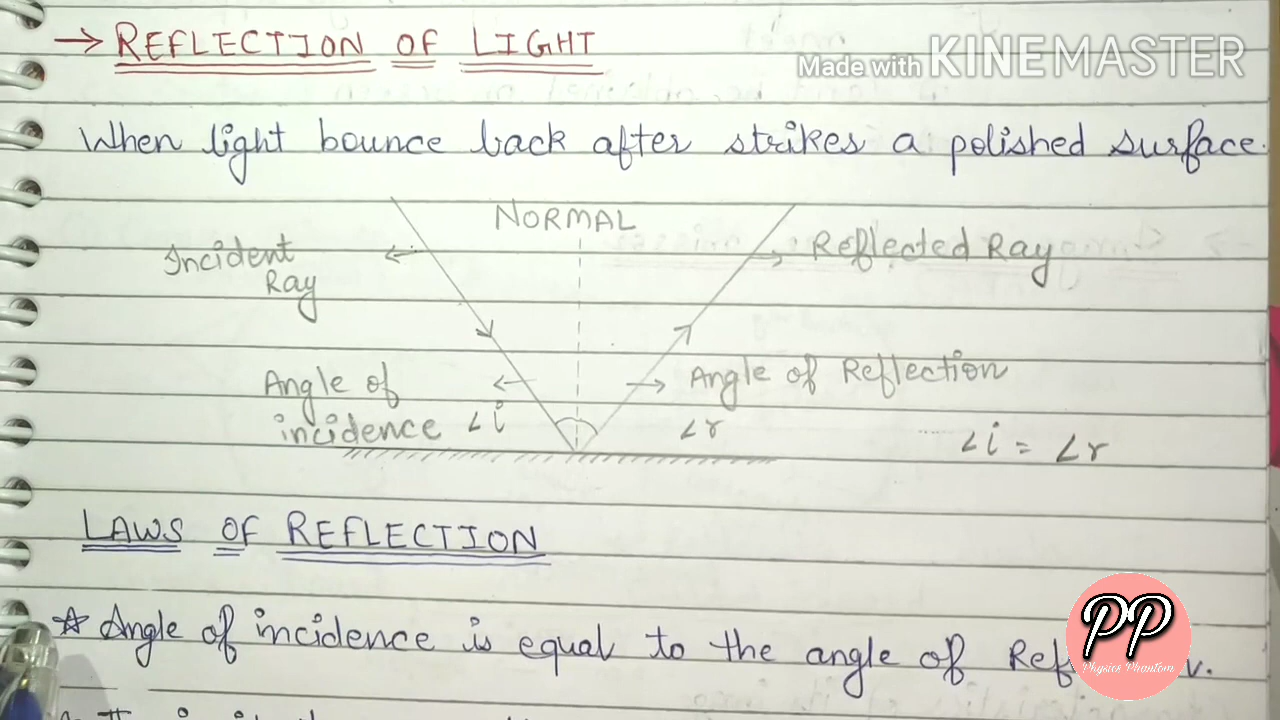 → REFLECTION OF LIGHT
Made with KINEMASTER
When light bounce back after strikes a polished surface.
NORMAL
Incident
Ray
Reflected Ray
Angle of
incidence ∠i
Angle of Reflection
∠r
∠i = ∠r
LAWS OF REFLECTION
☆ Angle of incidence is equal to the angle of
PP
Physics Phantom